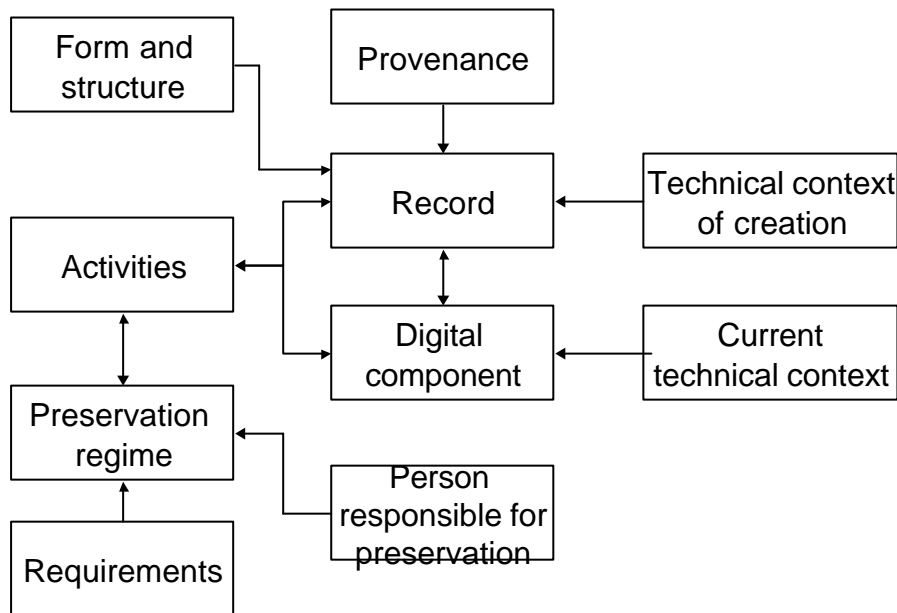 Form and
structure
Provenance
Record
Technical context
of creation
Activities
Digital
component
Current
technical context
Preservation
regime
Person
responsible for
preservation
Requirements